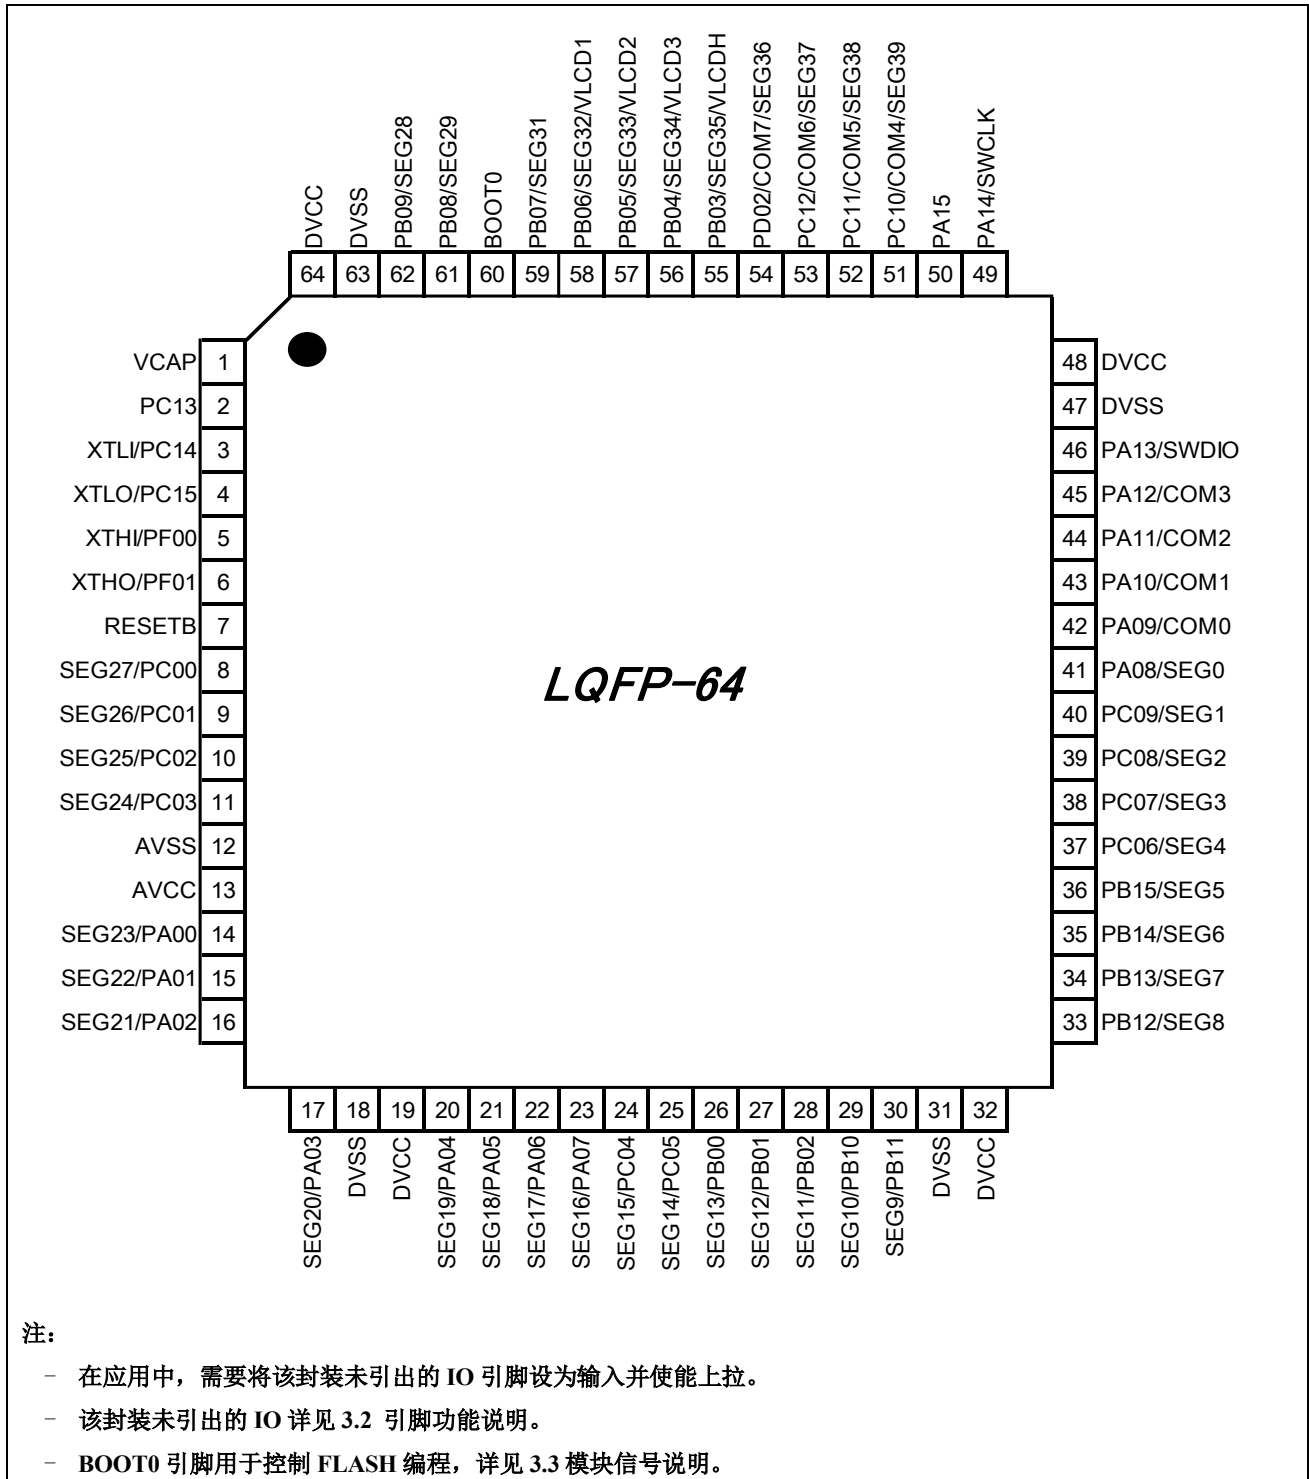 DVCC
DVSS
PB09/SEG28
PB08/SEG29
BOOT0
PB07/SEG31
PB06/SEG32/VLCD1
PB05/SEG33/VLCD2
PB04/SEG34/VLCD3
PB03/SEG35/VLCDH
PD02/COM7/SEG36
PC12/COM6/SEG37
PC11/COM5/SEG38
PC10/COM4/SEG39
PA15
PA14/SWCLK
64 63 62 61 60 59 58 57 56 55 54 53 52 51 50 49
VCAP 1
PC13 2
XTLI/PC14 3
XTLO/PC15 4
XTHI/PF00 5
XTHO/PF01 6
RESETB 7
SEG27/PC00 8
SEG26/PC01 9
SEG25/PC02 10
SEG24/PC03 11
AVSS 12
AVCC 13
SEG23/PA00 14
SEG22/PA01 15
SEG21/PA02 16
LQFP-64
48 DVCC
47 DVSS
46 PA13/SWDIO
45 PA12/COM3
44 PA11/COM2
43 PA10/COM1
42 PA09/COM0
41 PA08/SEG0
40 PC09/SEG1
39 PC08/SEG2
38 PC07/SEG3
37 PC06/SEG4
36 PB15/SEG5
35 PB14/SEG6
34 PB13/SEG7
33 PB12/SEG8
17 18 19 20 21 22 23 24 25 26 27 28 29 30 31 32
SEG20/PA03
DVSS
DVCC
SEG19/PA04
SEG18/PA05
SEG17/PA06
SEG16/PA07
SEG15/PC04
SEG14/PC05
SEG13/PB00
SEG12/PB01
SEG11/PB02
SEG10/PB10
SEG9/PB11
DVSS
DVCC
注：
－ 在应用中，需要将该封装未引出的 IO 引脚设为输入并使能上拉。
－ 该封装未引出的 IO 详见 3.2 引脚功能说明。
－ BOOT0 引脚用于控制 FLASH 编程，详见 3.3 模块信号说明。